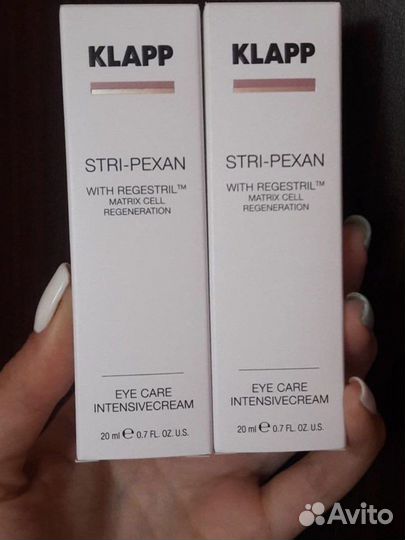 KLAPP
STRI-PEXAN
WITH REGESTRIL™
MATRIX CELL
REGENERATION
EYE CARE
INTENSIVECREAM
20 ml ℮ 0.7 FL. OZ. U.S.
KLAPP
STRI-PEXAN
WITH REGESTRIL™
MATRIX CELL
REGENERATION
EYE CARE
INTENSIVECREAM
20 ml ℮ 0.7 FL. OZ. U.S.
Avito